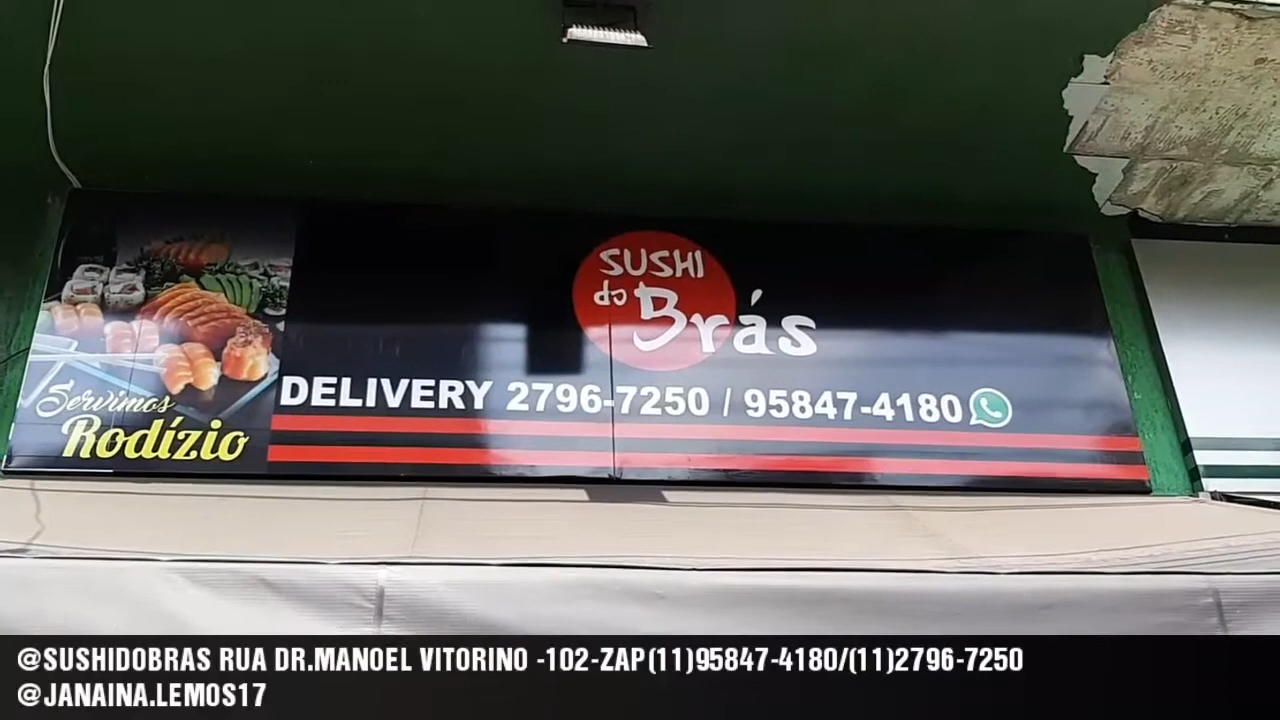 SUSHI
do Brás
DELIVERY 2796-7250 / 95847-4180
Servimos
Rodízio
@SUSHIDOBRAS RUA DR.MANOEL VITORINO -102-ZAP(11)95847-4180/(11)2796-7250
@JANAINA.LEMOS17